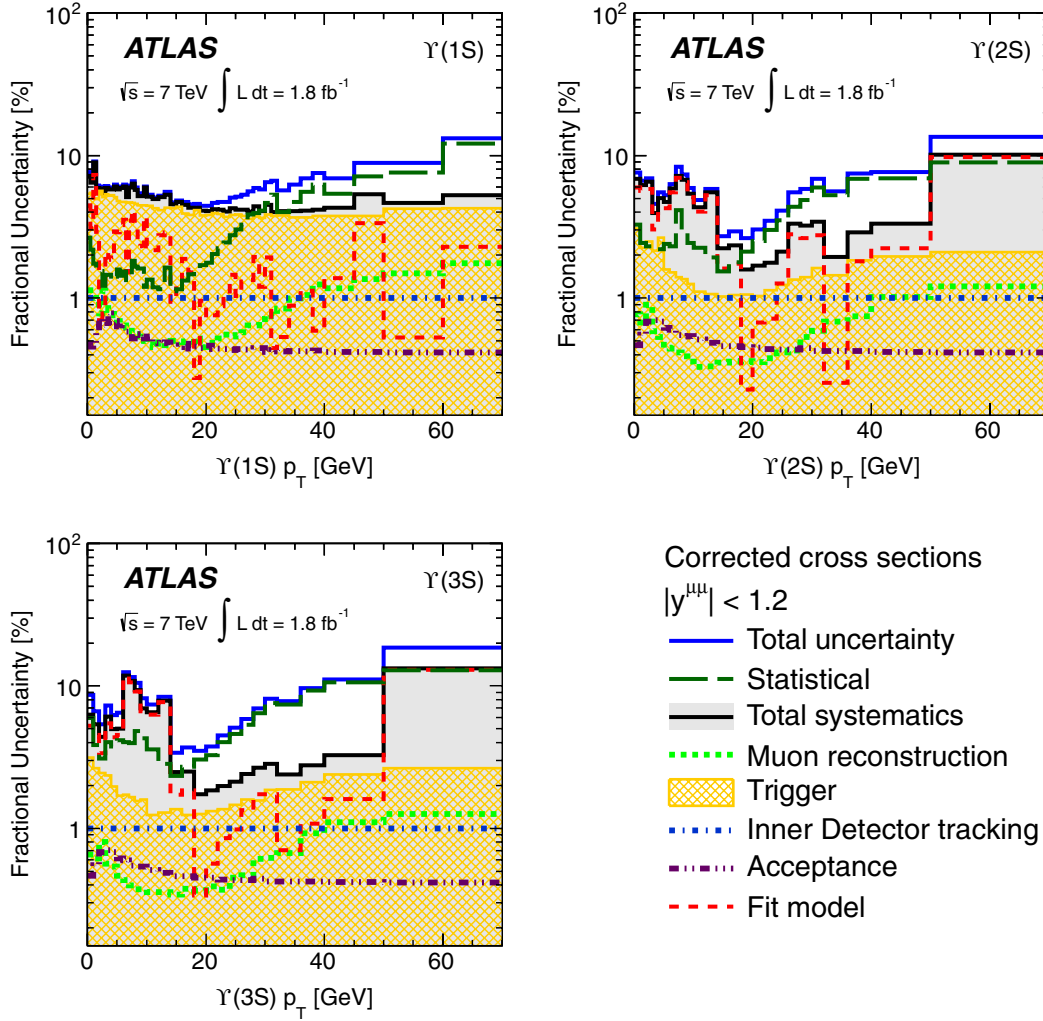 ATLAS ϒ(1S)
√s = 7 TeV ∫ L dt = 1.8 fb⁻¹
Fractional Uncertainty [%]
10²
10
1
0 20 40 60
ϒ(1S) p_T [GeV]
ATLAS ϒ(2S)
√s = 7 TeV ∫ L dt = 1.8 fb⁻¹
Fractional Uncertainty [%]
10²
10
1
0 20 40 60
ϒ(2S) p_T [GeV]
ATLAS ϒ(3S)
√s = 7 TeV ∫ L dt = 1.8 fb⁻¹
Fractional Uncertainty [%]
10²
10
1
0 20 40 60
ϒ(3S) p_T [GeV]
Corrected cross sections
|y^μμ| < 1.2
Total uncertainty
Statistical
Total systematics
Muon reconstruction
Trigger
Inner Detector tracking
Acceptance
Fit model